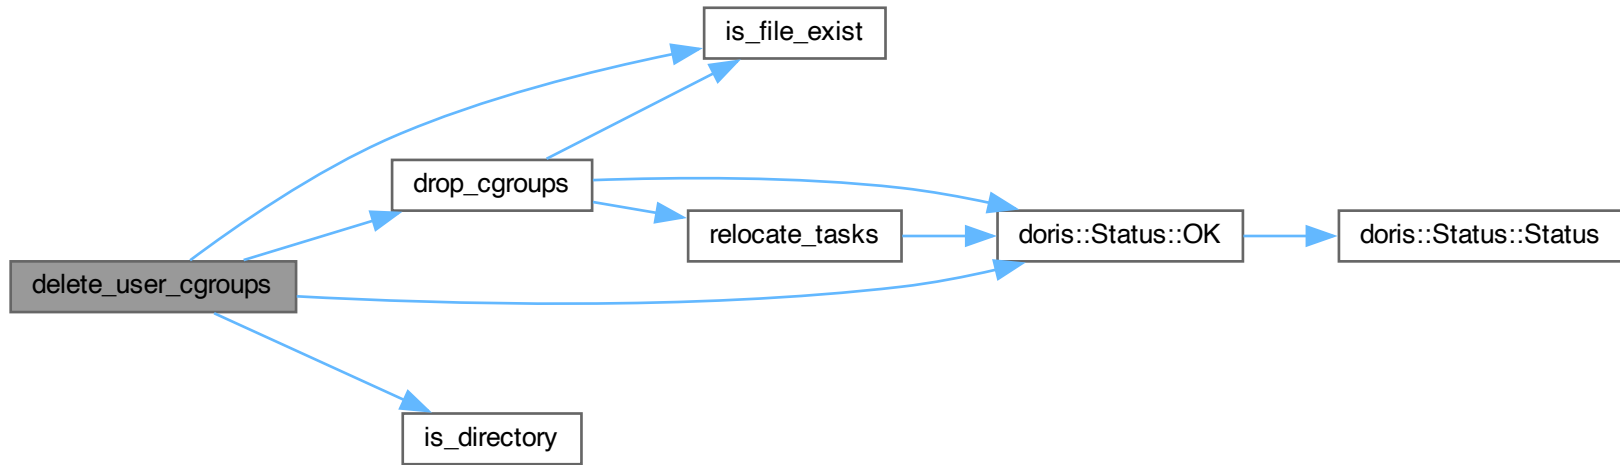 is_file_exist
drop_cgroups
relocate_tasks
doris::Status::OK
doris::Status::Status
delete_user_cgroups
is_directory